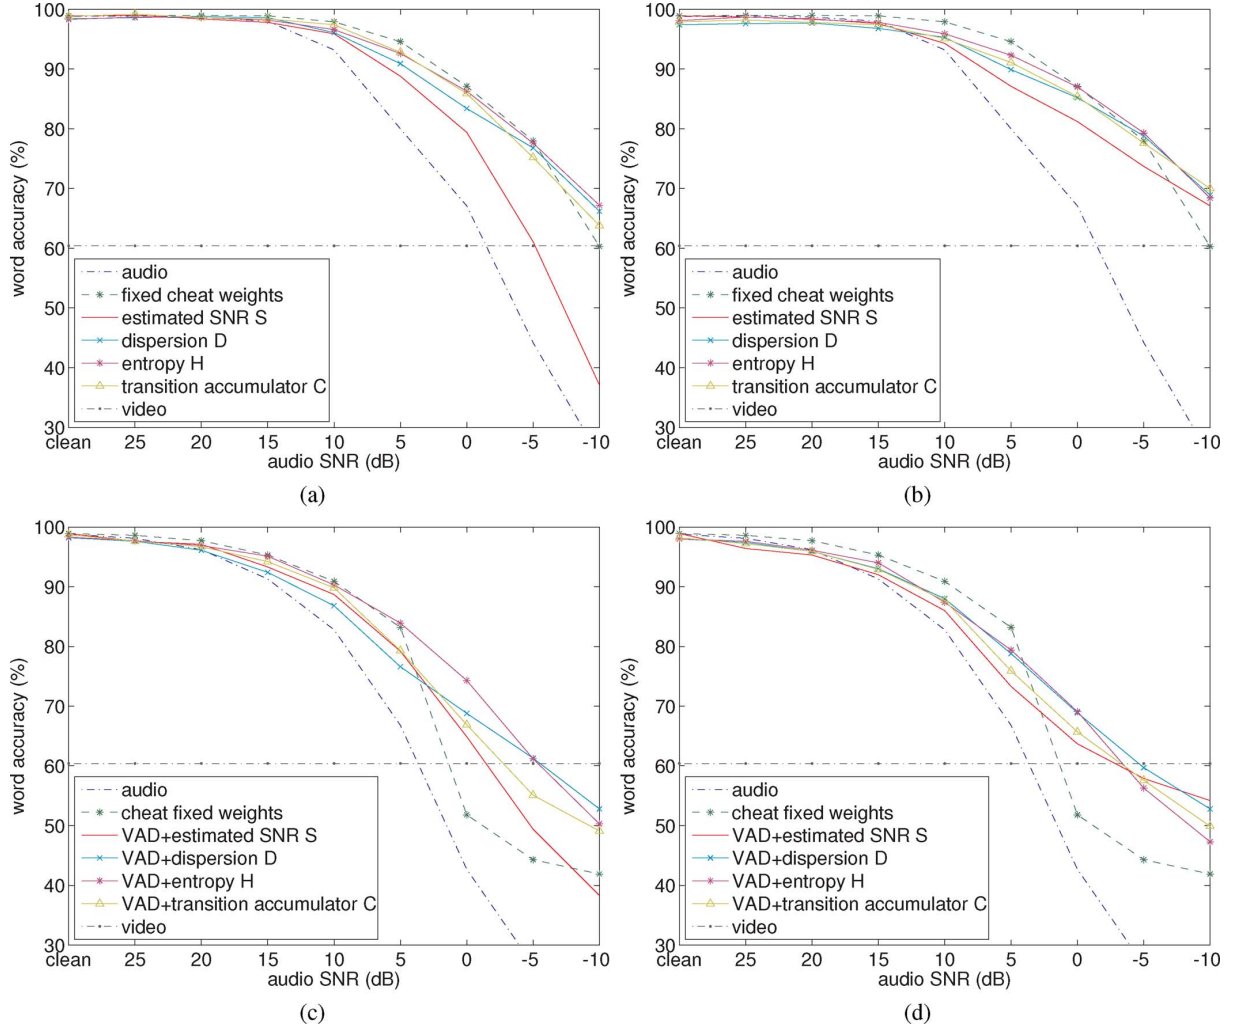 100
90
80
70
60
50
40
30
word accuracy (%)
audio
fixed cheat weights
estimated SNR S
dispersion D
entropy H
transition accumulator C
video
clean 25 20 15 10 5 0 -5 -10
audio SNR (dB)
(a)
100
90
80
70
60
50
40
30
word accuracy (%)
audio
fixed cheat weights
estimated SNR S
dispersion D
entropy H
transition accumulator C
video
clean 25 20 15 10 5 0 -5 -10
audio SNR (dB)
(b)
100
90
80
70
60
50
40
30
word accuracy (%)
audio
cheat fixed weights
VAD+estimated SNR S
VAD+dispersion D
VAD+entropy H
VAD+transition accumulator C
video
clean 25 20 15 10 5 0 -5 -10
audio SNR (dB)
(c)
100
90
80
70
60
50
40
30
word accuracy (%)
audio
cheat fixed weights
VAD+estimated SNR S
VAD+dispersion D
VAD+entropy H
VAD+transition accumulator C
video
clean 25 20 15 10 5 0 -5 -10
audio SNR (dB)
(d)